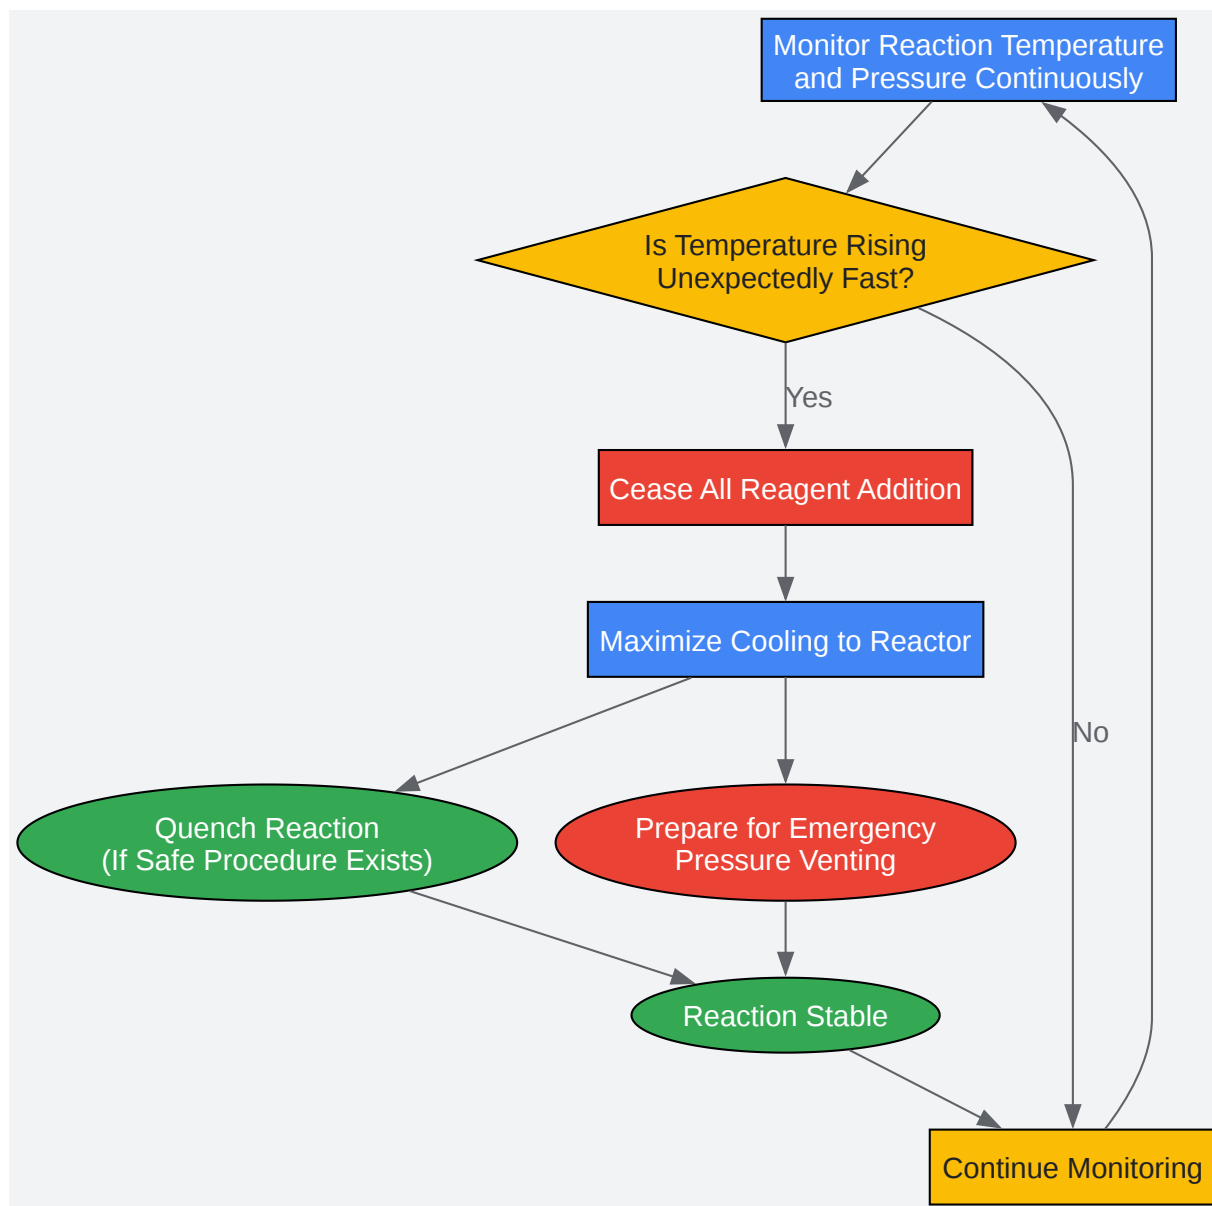 Monitor Reaction Temperature
and Pressure Continuously
Is Temperature Rising
Unexpectedly Fast?
Yes
Cease All Reagent Addition
Maximize Cooling to Reactor
No
Quench Reaction
(If Safe Procedure Exists)
Prepare for Emergency
Pressure Venting
Reaction Stable
Continue Monitoring